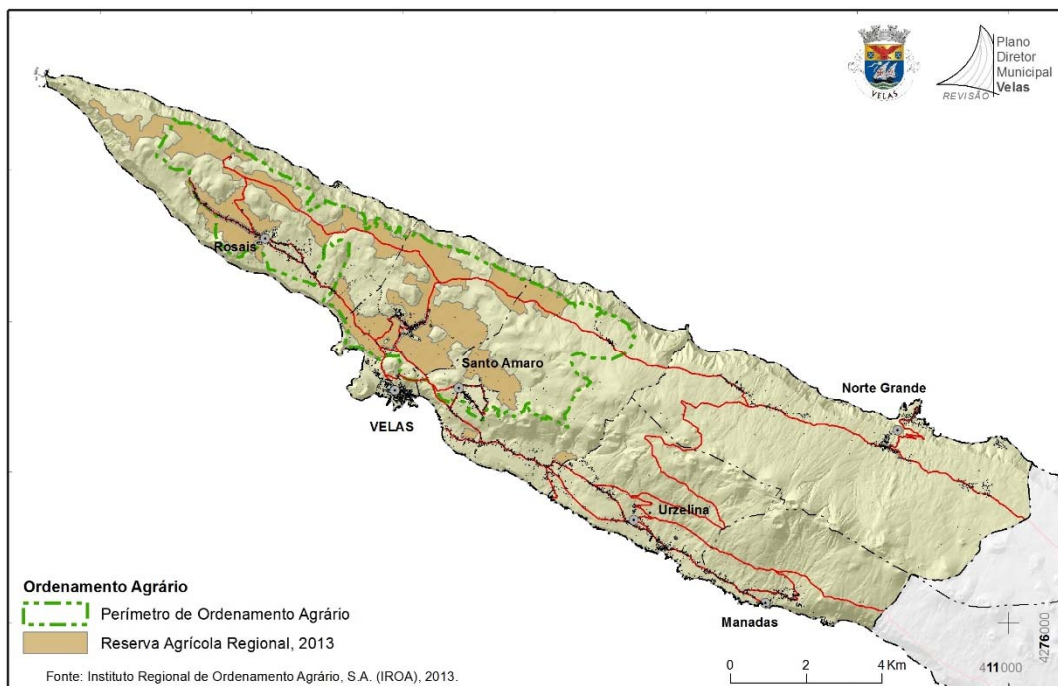 VELAS
Plano
Diretor
Municipal
Velas
REVISÃO
Rosais
Santo Amaro
VELAS
Norte Grande
Urzelina
Manadas
Ordenamento Agrário
Perímetro de Ordenamento Agrário
Reserva Agrícola Regional, 2013
Fonte: Instituto Regional de Ordenamento Agrário, S.A. (IROA), 2013.
0 2 4 Km
411000
4276000